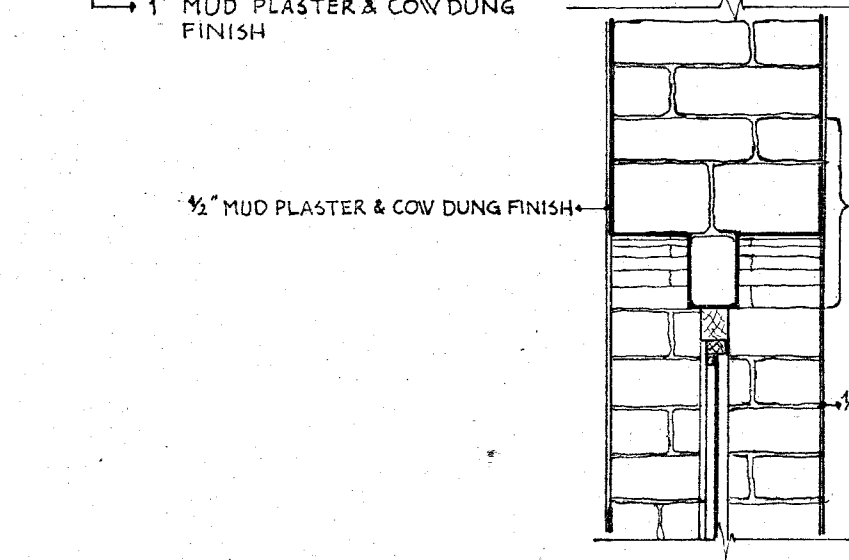 1" MUD PLASTER & COW DUNG
FINISH
1/2" MUD PLASTER & COW DUNG FINISH